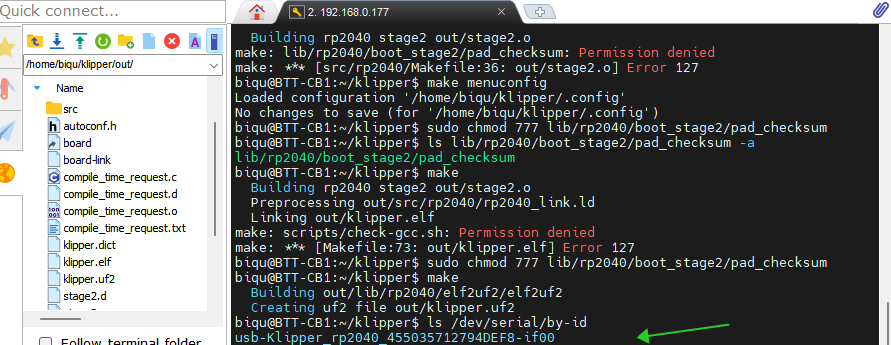 Quick connect...
/home/biqu/klipper/out/
Name
src
autoconf.h
board
board-link
compile_time_request.c
compile_time_request.d
compile_time_request.o
compile_time_request.txt
klipper.dict
klipper.elf
klipper.uf2
stage2.d
Follow terminal folder
2. 192.168.0.177
Building rp2040 stage2 out/stage2.o
make: lib/rp2040/boot_stage2/pad_checksum: Permission denied
make: *** [src/rp2040/Makefile:36: out/stage2.o] Error 127
biqu@BTT-CB1:~/klipper$ make menuconfig
Loaded configuration '/home/biqu/klipper/.config'
No changes to save (for '/home/biqu/klipper/.config')
biqu@BTT-CB1:~/klipper$ sudo chmod 777 lib/rp2040/boot_stage2/pad_checksum
biqu@BTT-CB1:~/klipper$ ls lib/rp2040/boot_stage2/pad_checksum -a
lib/rp2040/boot_stage2/pad_checksum
biqu@BTT-CB1:~/klipper$ make
Building rp2040 stage2 out/stage2.o
Preprocessing out/src/rp2040/rp2040_link.ld
Linking out/klipper.elf
make: scripts/check-gcc.sh: Permission denied
make: *** [Makefile:73: out/klipper.elf] Error 127
biqu@BTT-CB1:~/klipper$ sudo chmod 777 lib/rp2040/boot_stage2/pad_checksum
biqu@BTT-CB1:~/klipper$ make
Building out/lib/rp2040/elf2uf2/elf2uf2
Creating uf2 file out/klipper.uf2
biqu@BTT-CB1:~/klipper$ ls /dev/serial/by-id
usb-Klipper_rp2040_455035712794DEF8-if00